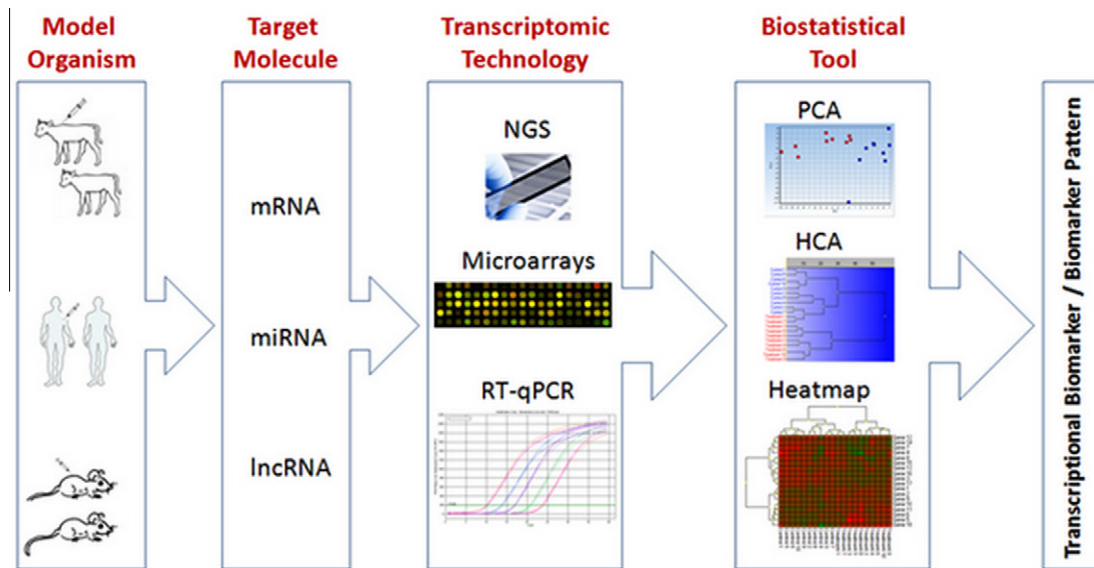 Model
Organism
Target
Molecule
Transcriptomic
Technology
Biostatistical
Tool
mRNA
miRNA
lncRNA
NGS
Microarrays
RT-qPCR
PCA
HCA
Heatmap
Transcriptional Biomarker / Biomarker Pattern